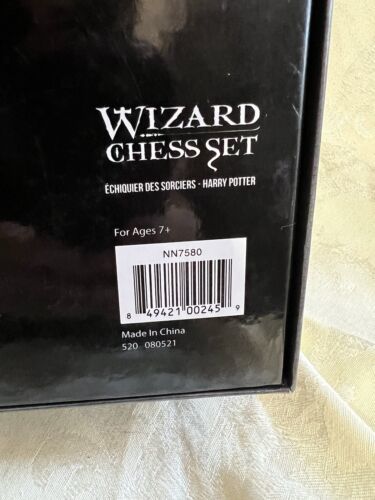 WIZARD
CHESS SET
ÉCHIQUIER DES SORCIERS - HARRY POTTER
For Ages 7+
NN7580
8 49421 00245 9
Made In China
520 080521